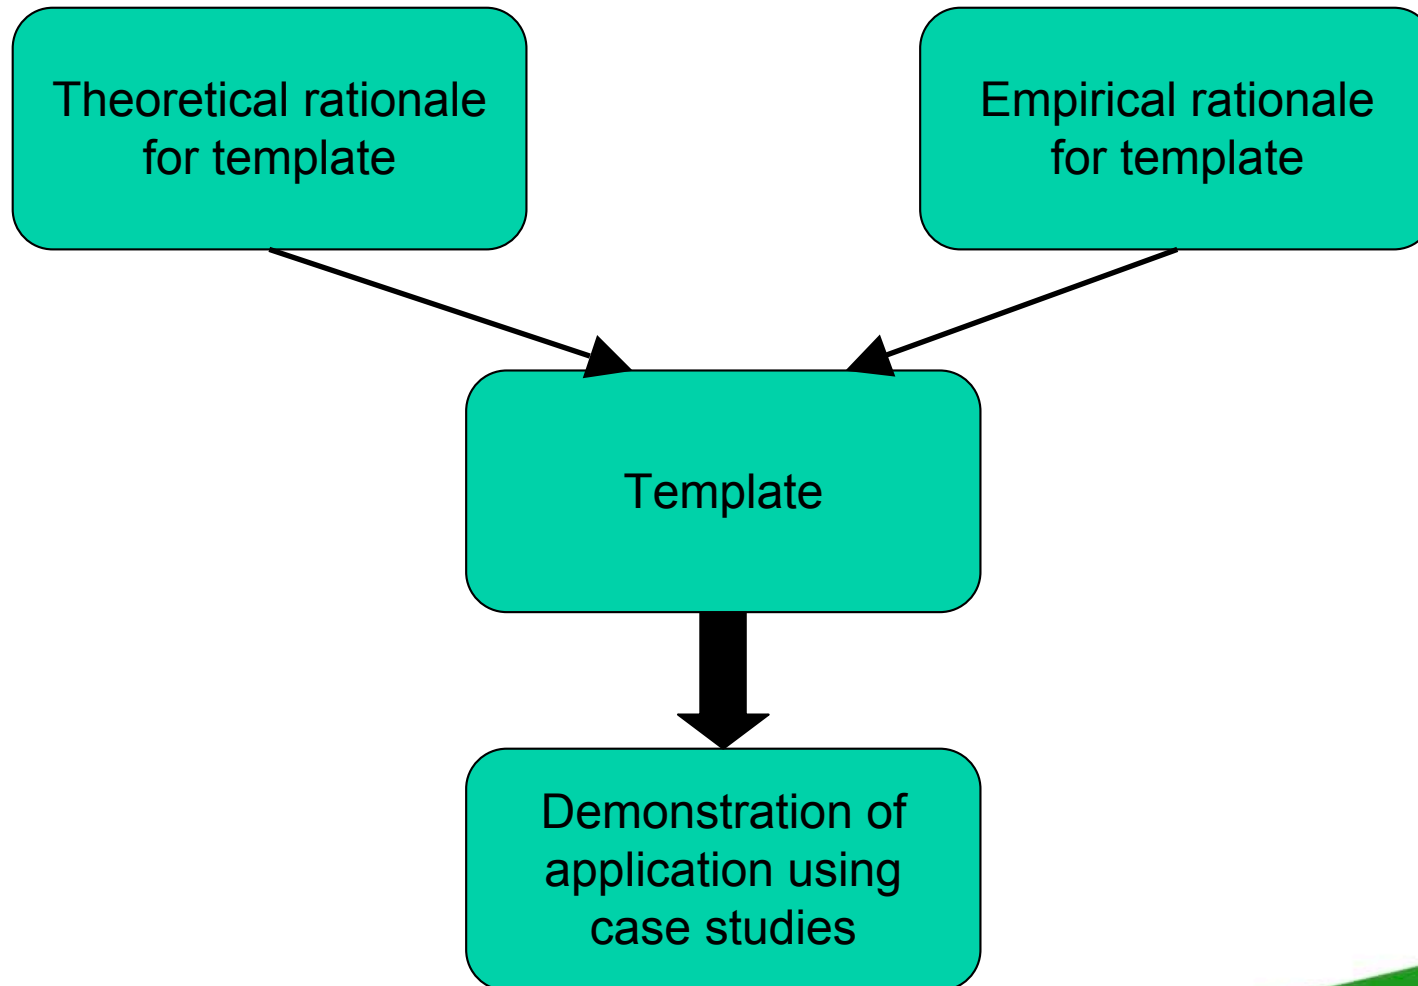 Theoretical rationale
for template
Empirical rationale
for template
Template
Demonstration of
application using
case studies